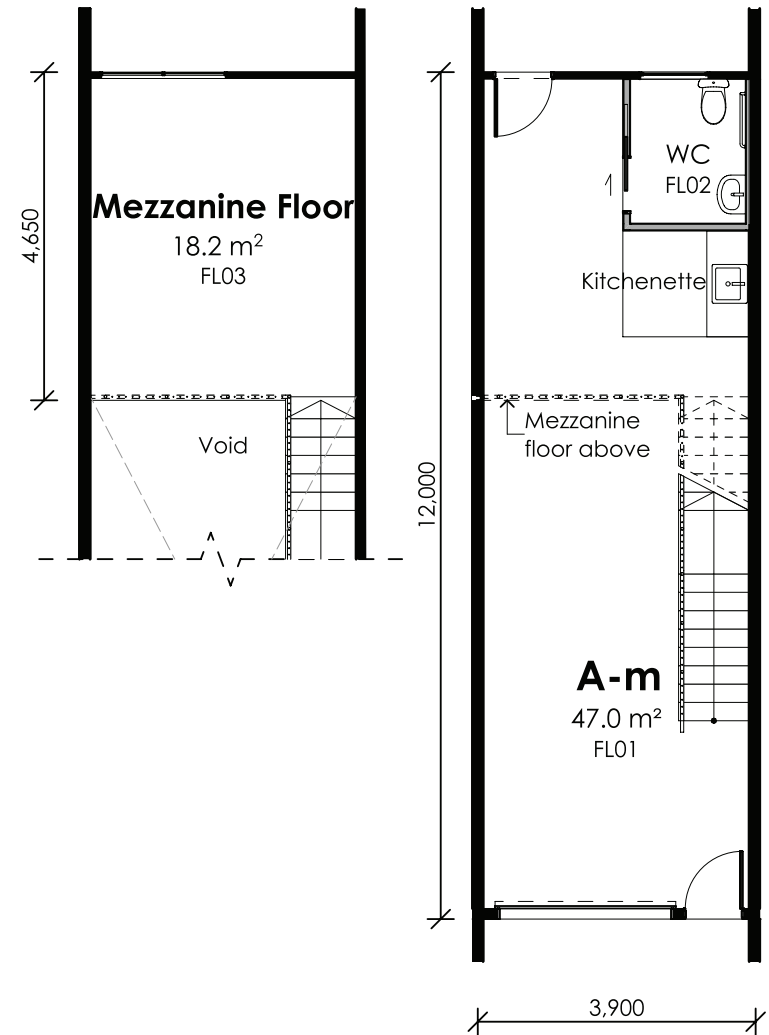 Mezzanine Floor
18.2 m²
FL03
4,650
Void
WC
FL02
Kitchenette
Mezzanine
floor above
12,000
A-m
47.0 m²
FL01
3,900